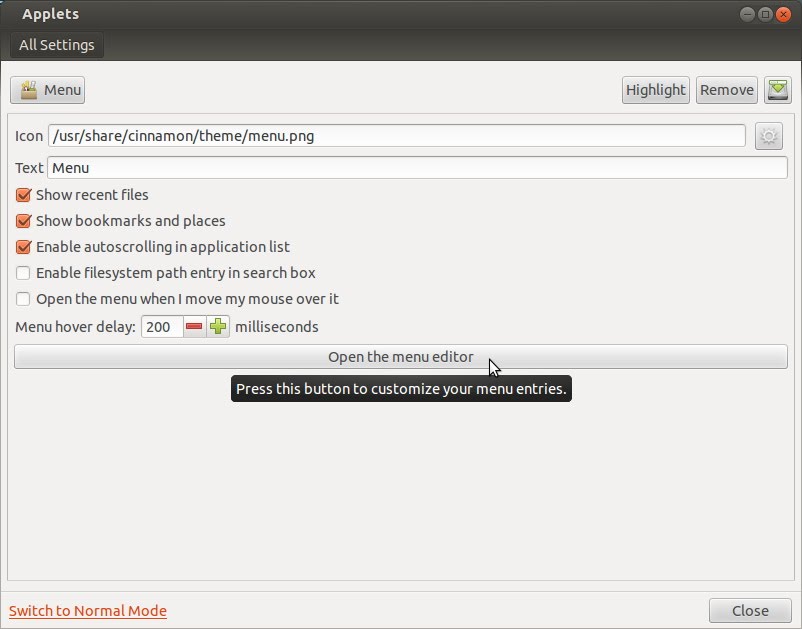 Applets
All Settings
Menu Highlight Remove
Icon /usr/share/cinnamon/theme/menu.png
Text Menu
Show recent files
Show bookmarks and places
Enable autoscrolling in application list
Enable filesystem path entry in search box
Open the menu when I move my mouse over it
Menu hover delay: 200 milliseconds
Open the menu editor
Press this button to customize your menu entries.
Switch to Normal Mode Close